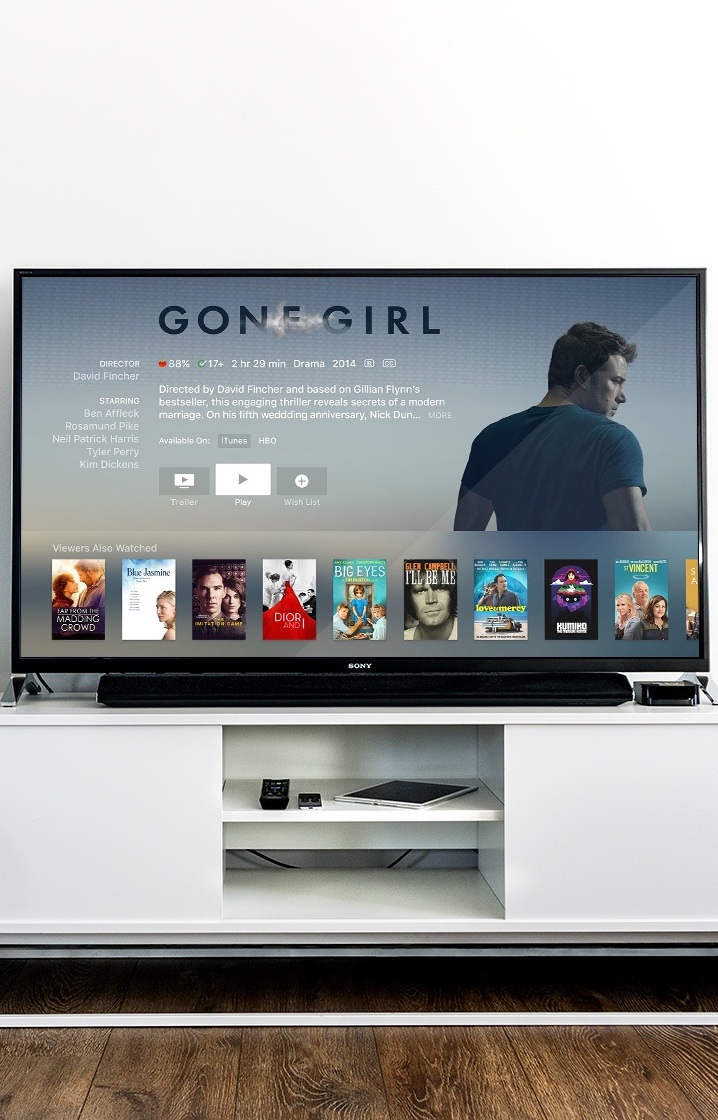 GONE GIRL
DIRECTOR
David Fincher
STARRING
Ben Affleck
Rosamund Pike
Neil Patrick Harris
Tyler Perry
Kim Dickens
88% 17+ 2 hr 29 min Drama 2014 CC
Directed by David Fincher and based on Gillian Flynn's
bestseller, this engaging thriller reveals secrets of a modern
marriage. On his fifth weddding anniversary, Nick Dun... MORE
Available On: iTunes HBO
Trailer
Play
Wish List
Viewers Also Watched
FAR FROM THE
MADDING
CROWD
Blue Jasmine
IMITATION GAME
DIOR
AND I
BIG EYES
GLEN CAMPBELL
I'LL BE ME
love&mercy
KUMIKO
ST. VINCENT
S
A
SONY